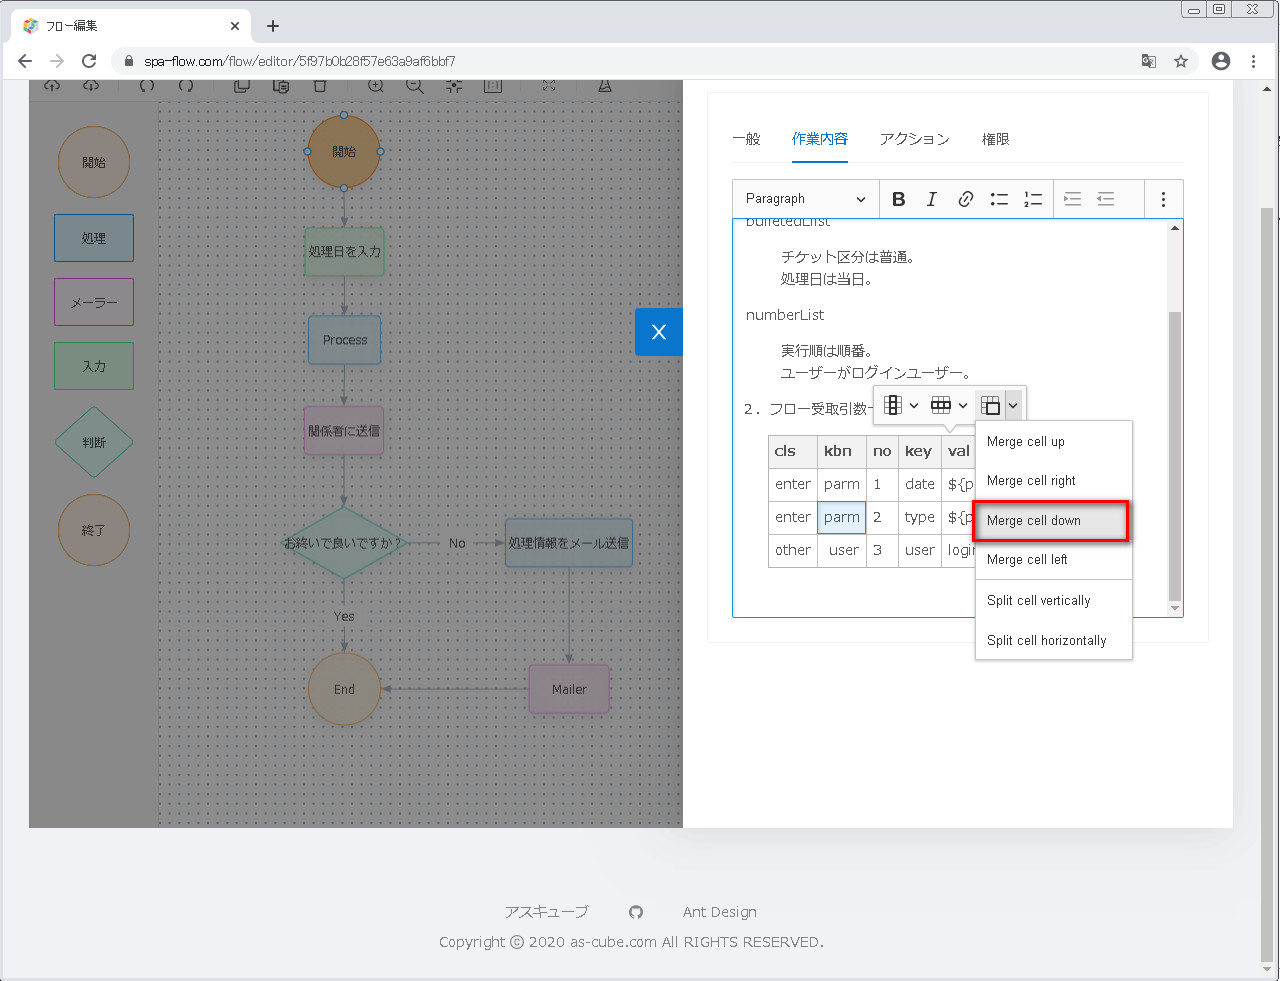 フロー編集
spa-flow.com/flow/editor/5f97b0b28f57e63a9af6bbf7
開始
処理
メーラー
入力
判断
終了
開始
処理日を入力
Process
関係者に送信
お終いで良いですか?
No
処理情報をメール送信
Yes
End
Mailer
X
一般 作業内容 アクション 権限
Paragraph
B I
bulletedList
チケット区分は普通。
処理日は当日。
numberList
実行順は順番。
ユーザーがログインユーザー。
2. フロー受取引数
cls kbn no key val
enter parm 1 date ${p
enter parm 2 type ${p
other user 3 user login
Merge cell up
Merge cell right
Merge cell down
Merge cell left
Split cell vertically
Split cell horizontally
アスキューブ Ant Design
Copyright © 2020 as-cube.com All RIGHTS RESERVED.